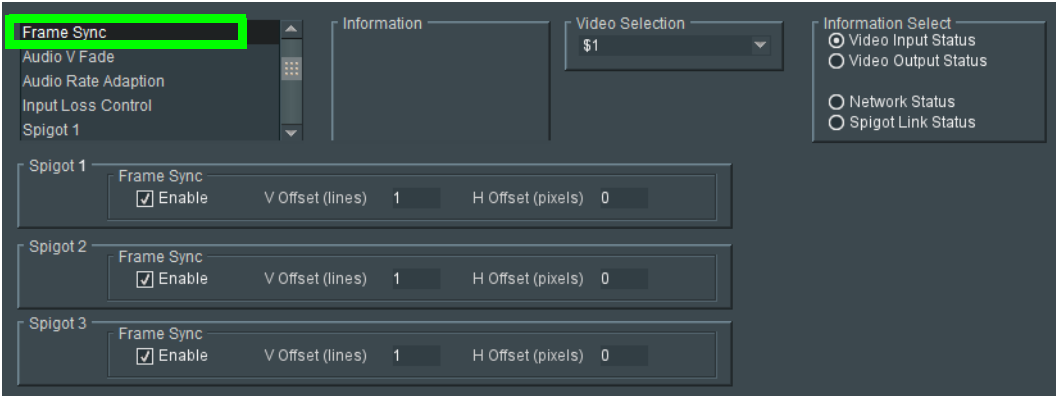 Frame Sync
Audio V Fade
Audio Rate Adaption
Input Loss Control
Spigot 1
Information
Video Selection
$1
Information Select
Video Input Status
Video Output Status
Network Status
Spigot Link Status
Spigot 1
Frame Sync
Enable V Offset (lines) 1 H Offset (pixels) 0
Spigot 2
Frame Sync
Enable V Offset (lines) 1 H Offset (pixels) 0
Spigot 3
Frame Sync
Enable V Offset (lines) 1 H Offset (pixels) 0